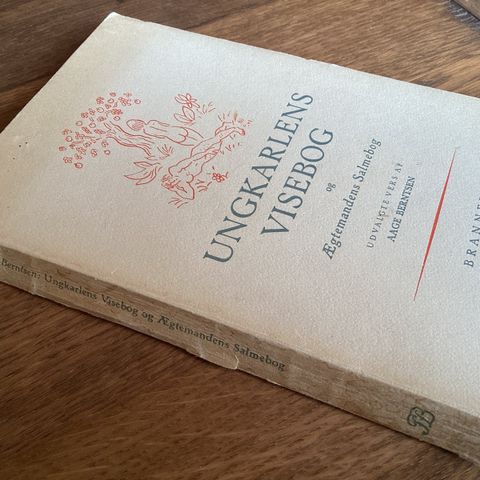 UNGKARLENS
VISEBOG
og
Ægtemandens Salmebog
UDVALGTE VERS AF
AAGE BERNTSEN
Berntsen: Ungkarlens Visebog og Ægtemandens Salmebog